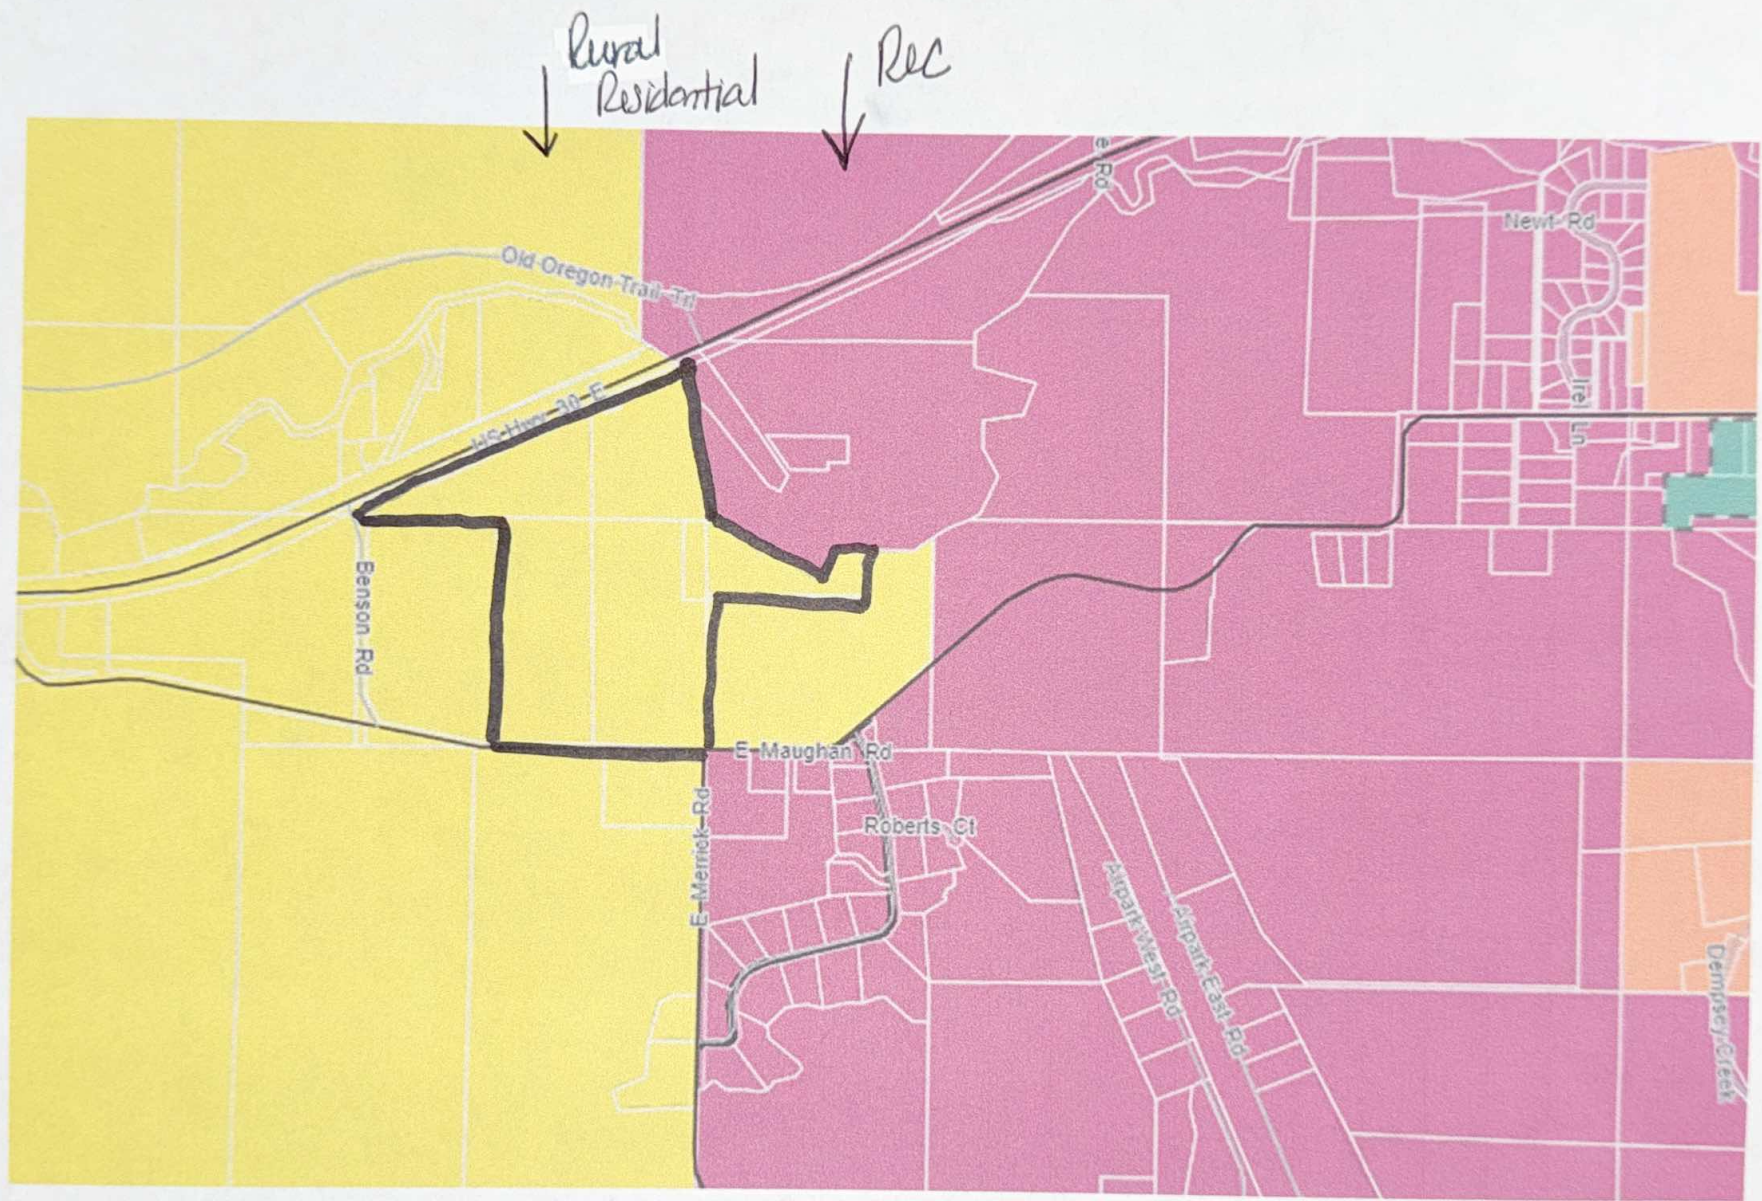 Rural
Residential
Rec
e Rd
Newt Rd
Old Oregon Trail Trl
US Hwy 30 E
Irel Ln
Benson Rd
E Maughan Rd
E Merrick Rd
Roberts Ct
Airpark West Rd
Airpark East Rd
Dempsey Creek